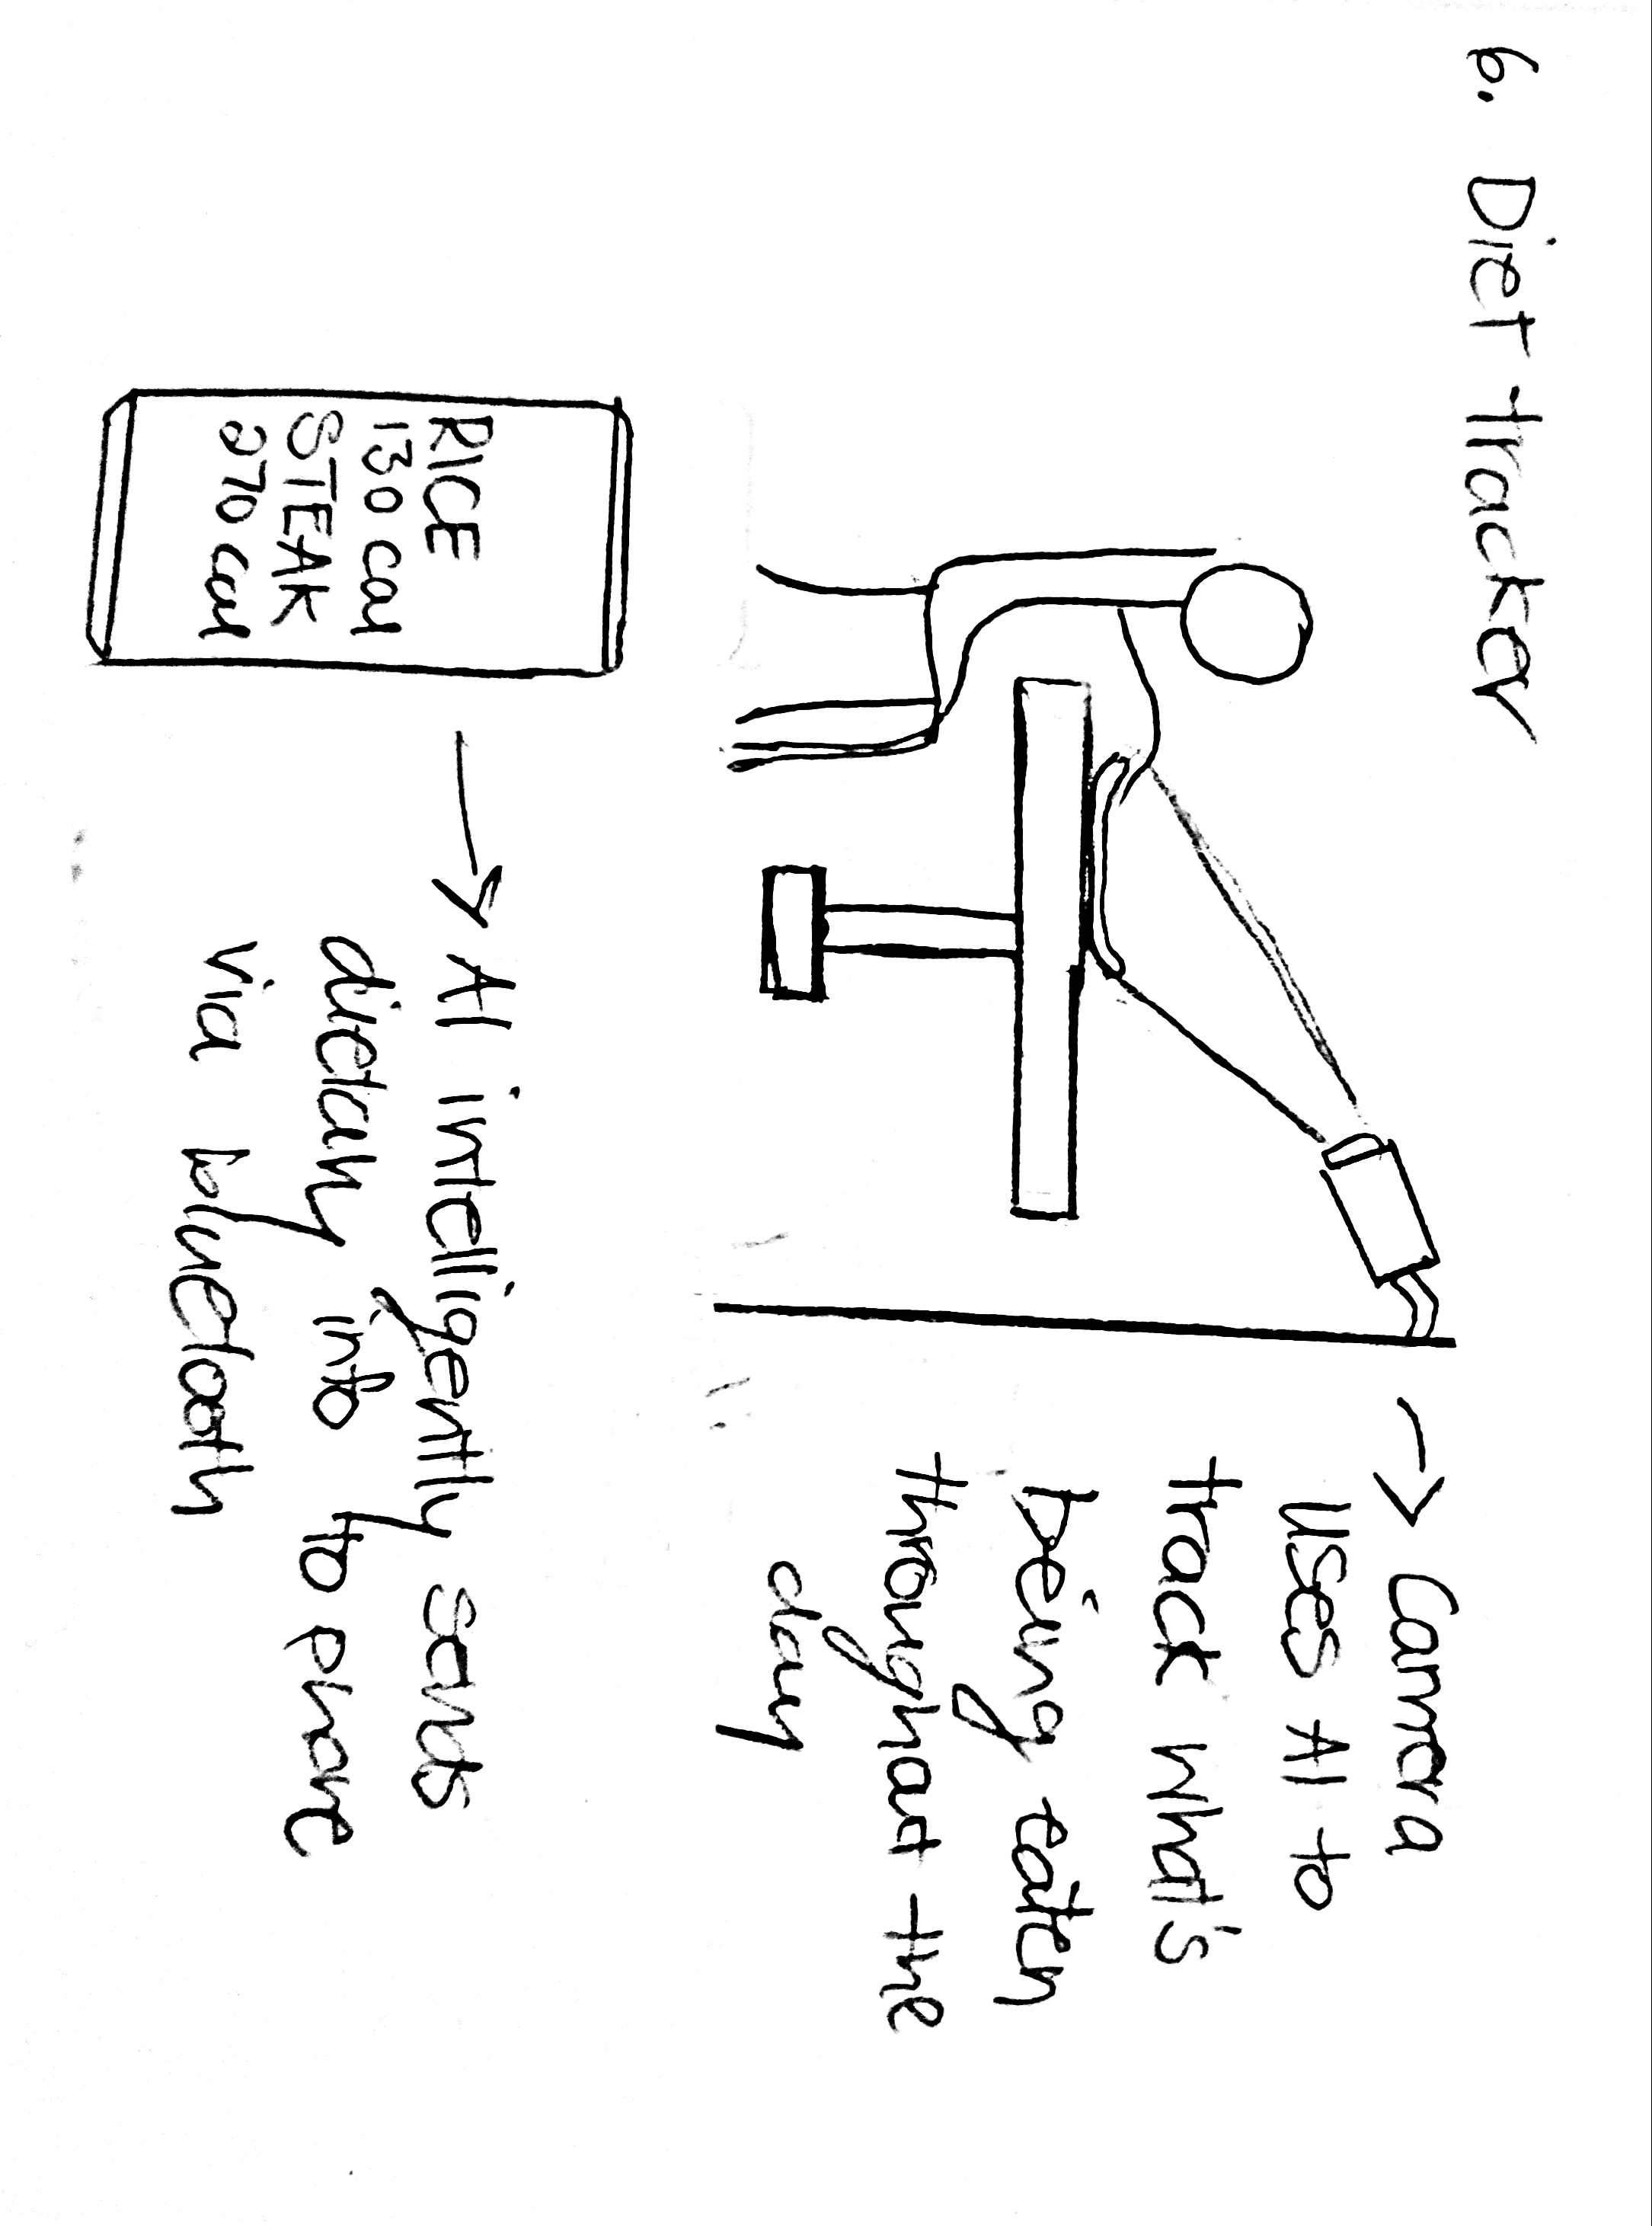 6. Diet tracker
-> Camera
uses AI to
track what's
being eaten
throughout the
day
RICE
130 cal
STEAK
270 cal
-> AI intelligently sends
dietary info to phone
via bluetooth